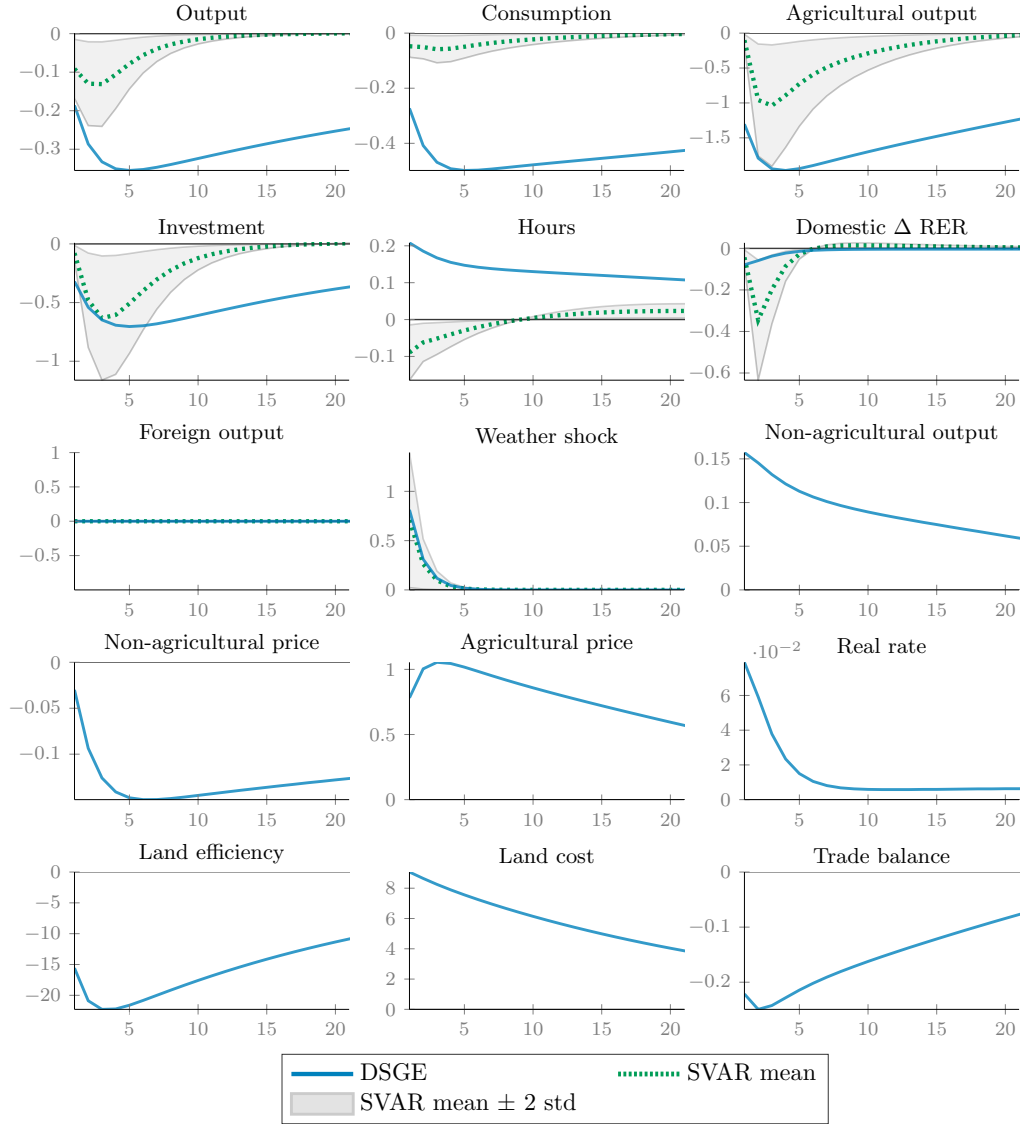 Output Consumption Agricultural output
0 0 0
−0.1 −0.2 −0.5
−0.2 −0.4 −1
−0.3 −1.5
5 10 15 20 5 10 15 20 5 10 15 20
Investment Hours Domestic Δ RER
0 0.2 0
−0.5 0.1 −0.2
−1 0 −0.4
−0.1 −0.6
5 10 15 20 5 10 15 20 5 10 15 20
Foreign output Weather shock Non-agricultural output
1 1 0.15
0.5 0.5 0.1
0 0 0.05
−0.5 0
5 10 15 20 5 10 15 20 5 10 15 20
Non-agricultural price Agricultural price Real rate
·10−2
0 1 6
−0.05 0.5 4
−0.1 0 2
0
5 10 15 20 5 10 15 20 5 10 15 20
Land efficiency Land cost Trade balance
0 8 0
−5 6 −0.1
−10 4 −0.2
−15 2
−20 0
5 10 15 20 5 10 15 20 5 10 15 20
DSGE SVAR mean
SVAR mean ± 2 std